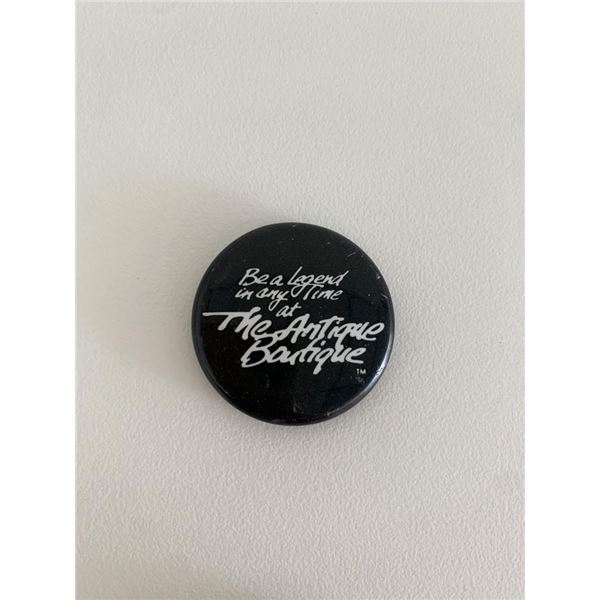 Be a Legend
in any Time
at
The Antique
Boutique
TM